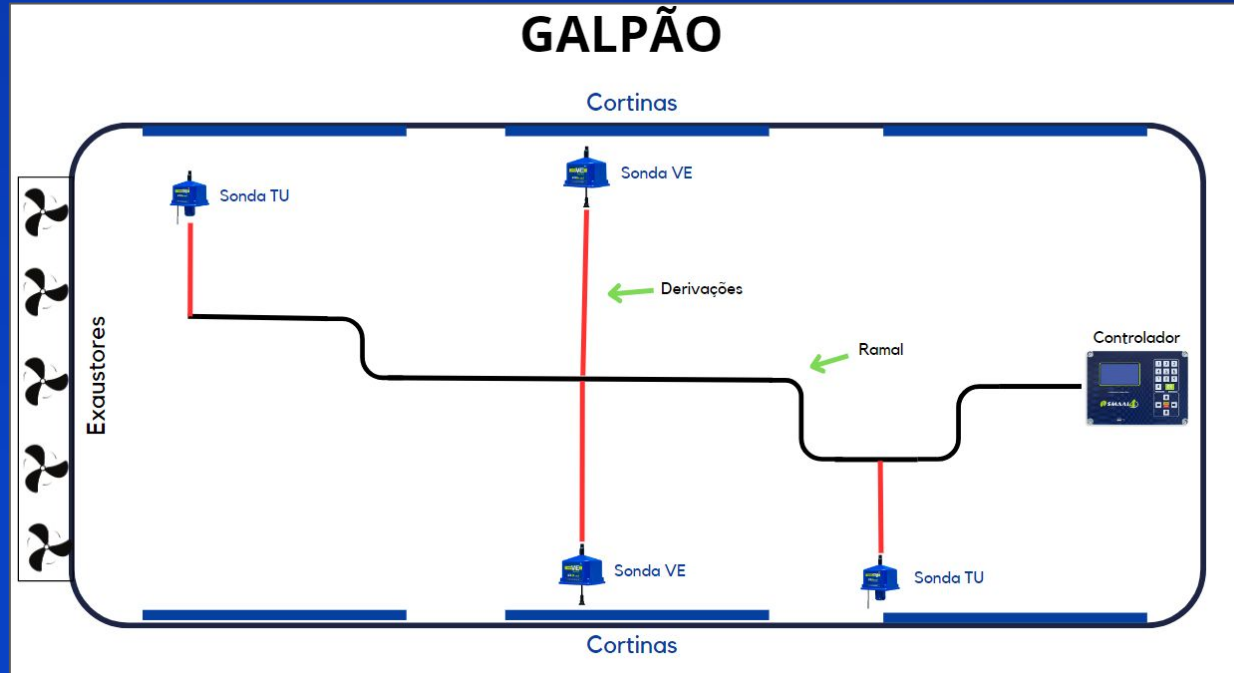 GALPÃO
Cortinas
Sonda TU
Sonda VE
Derivações
Ramal
Controlador
Exaustores
Sonda VE
Sonda TU
Cortinas